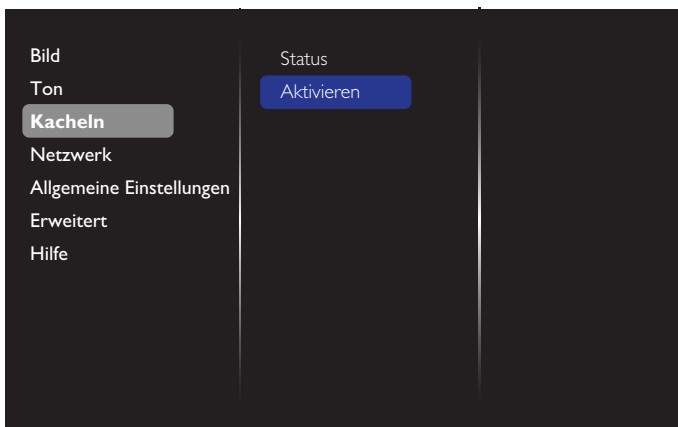 Bild
Ton
Kacheln
Netzwerk
Allgemeine Einstellungen
Erweitert
Hilfe
Status
Aktivieren